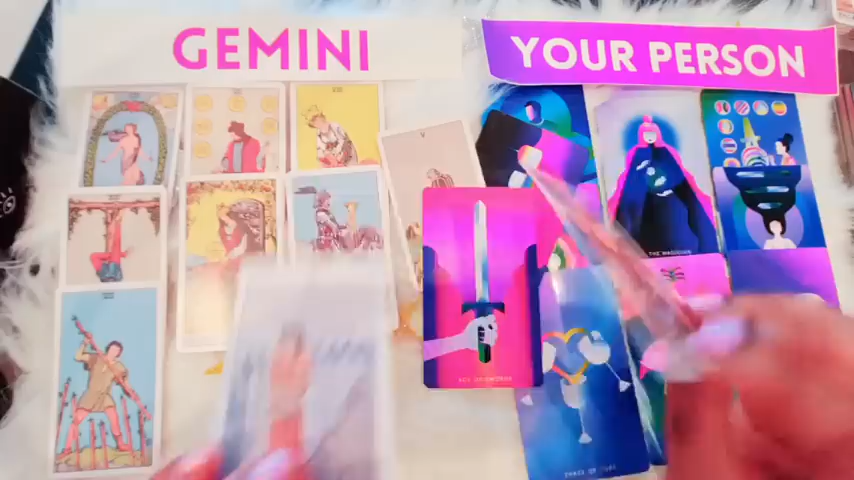 GEMINI
YOUR PERSON
THE MAGICIAN
ACE OF SWORDS
THREE OF CUPS